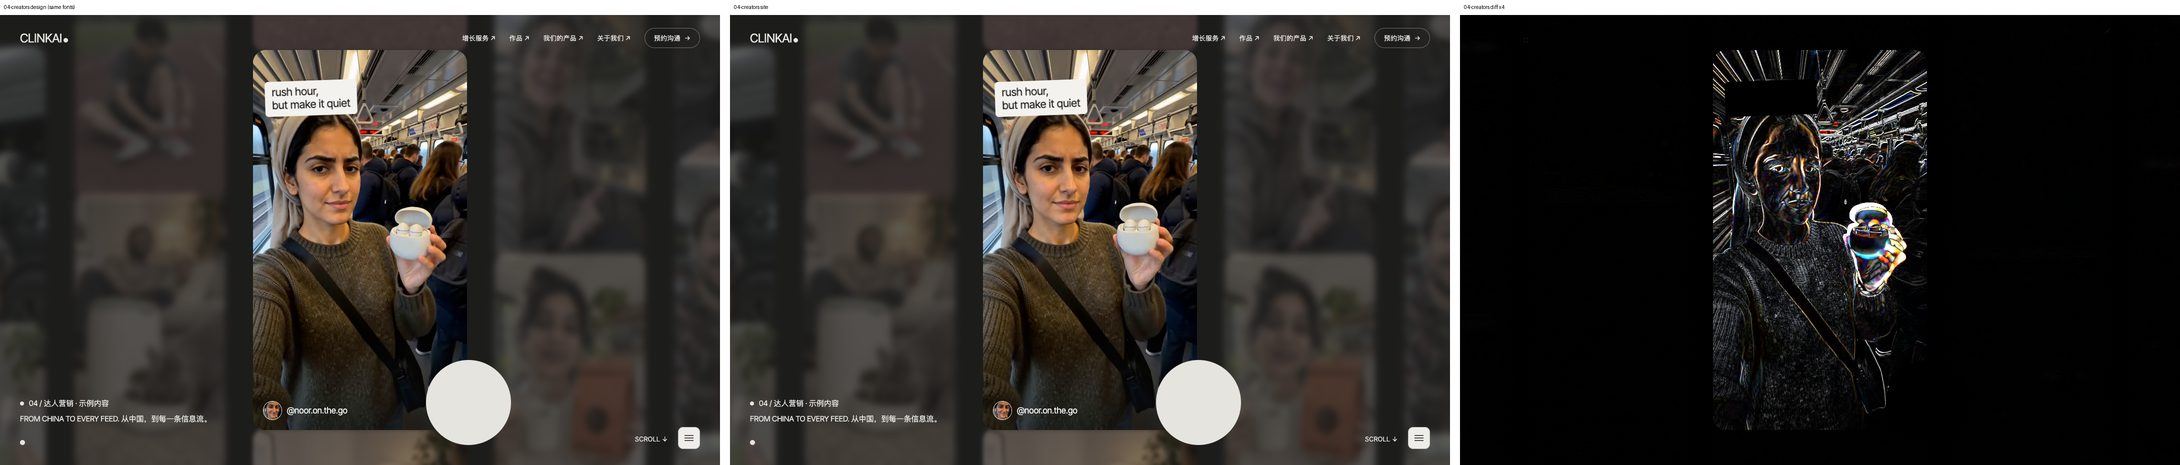 04-creators design (same fonts)
CLINKAI
增长服务 ↗ 作品 ↗ 我们的产品 ↗ 关于我们 ↗ 预约沟通 →
rush hour,
but make it quiet
@noor.on.the.go
04 / 达人营销 · 示例内容
FROM CHINA TO EVERY FEED. 从中国，到每一条信息流。
SCROLL ↓
04-creators site
CLINKAI
增长服务 ↗ 作品 ↗ 我们的产品 ↗ 关于我们 ↗ 预约沟通 →
rush hour,
but make it quiet
@noor.on.the.go
04 / 达人营销 · 示例内容
FROM CHINA TO EVERY FEED. 从中国，到每一条信息流。
SCROLL ↓
04-creators diff x4